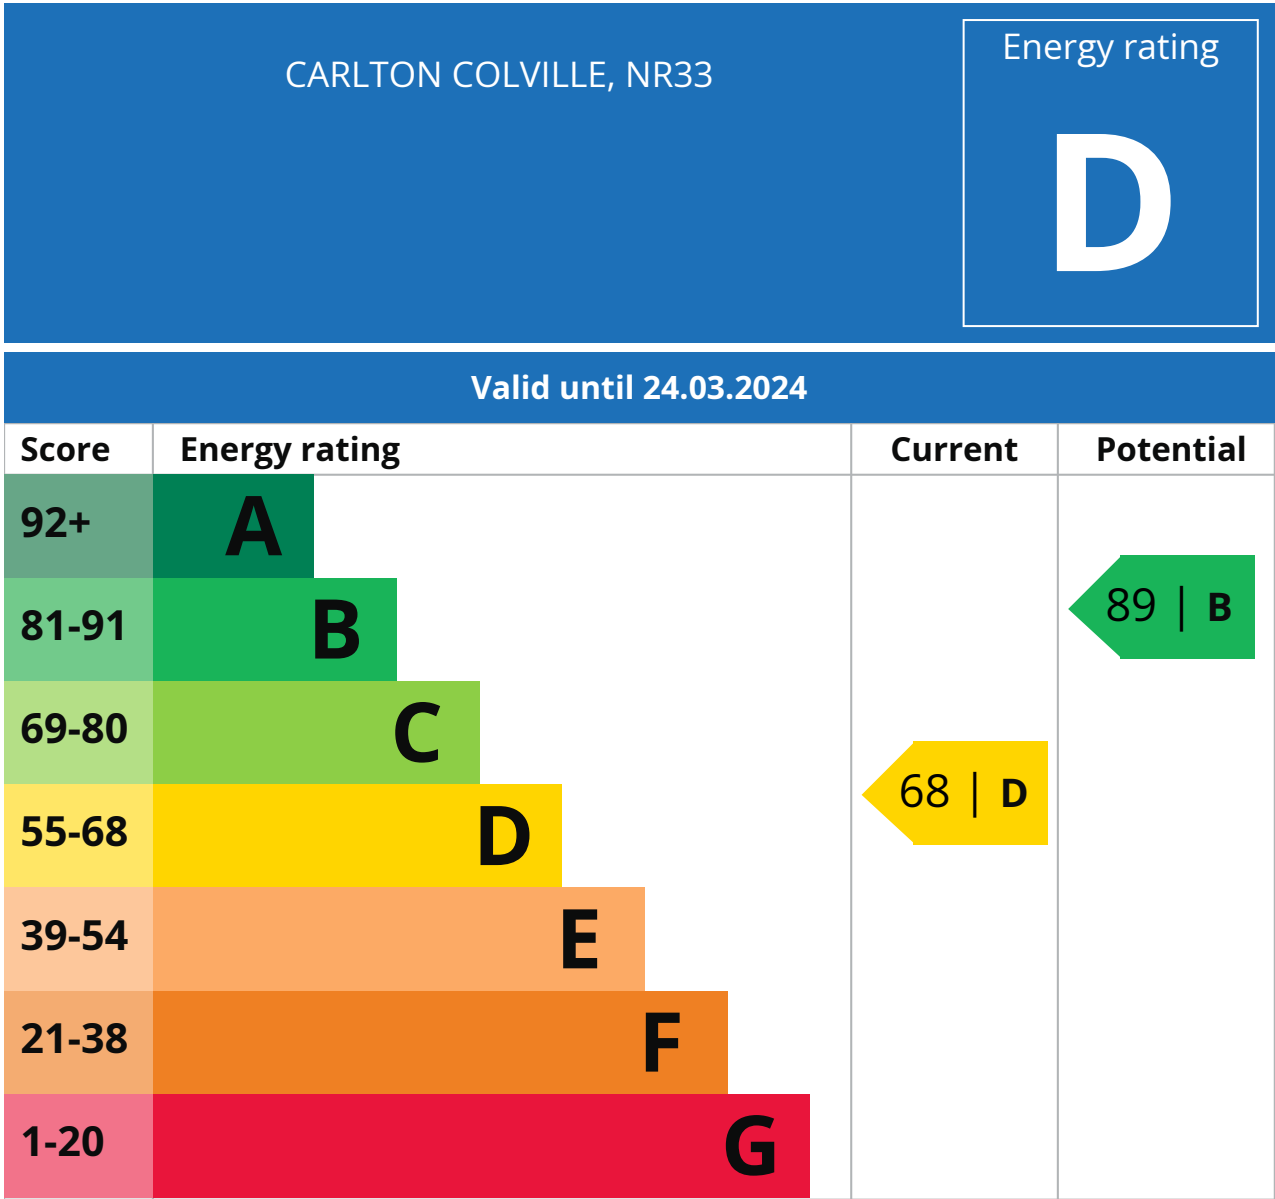 CARLTON COLVILLE, NR33
Energy rating
D
Valid until 24.03.2024
Score Energy rating Current Potential
92+ A
81-91 B 89 | B
69-80 C
55-68 D 68 | D
39-54 E
21-38 F
1-20 G